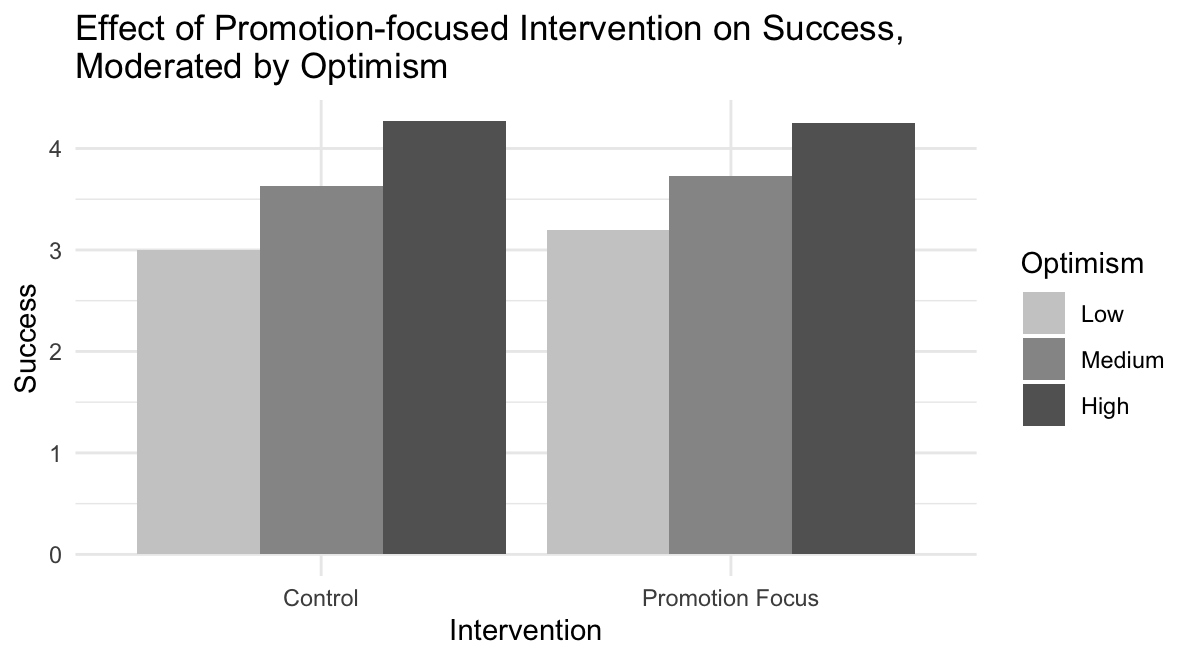 Effect of Promotion-focused Intervention on Success,
Moderated by Optimism
Success
4
3
2
1
0
Control
Promotion Focus
Intervention
Optimism
Low
Medium
High